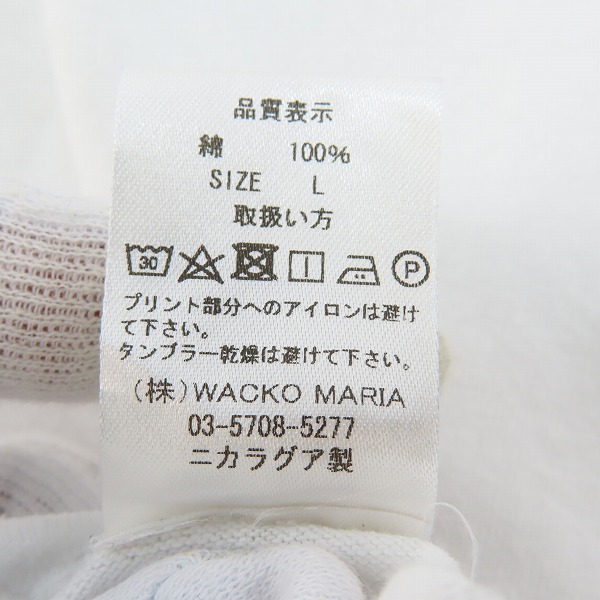 品質表示
綿 100%
SIZE L
取扱い方
30 P
プリント部分へのアイロンは避け
て下さい。
タンブラー乾燥は避けて下さい。
(株)WACKO MARIA
03-5708-5277
ニカラグア製